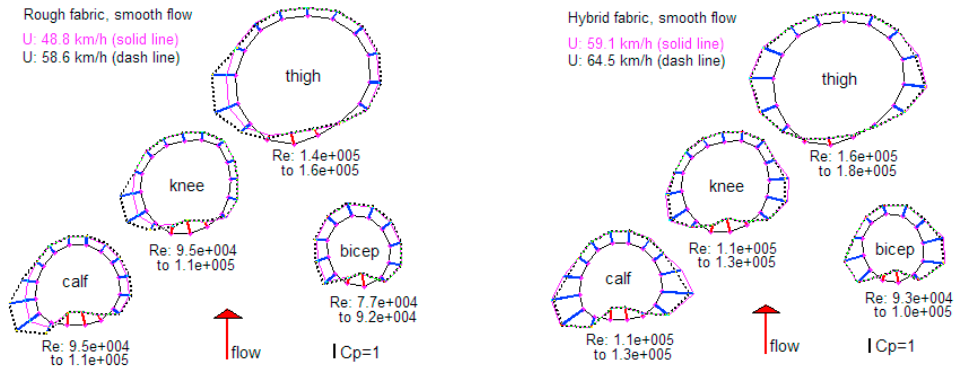 Rough fabric, smooth flow
U: 48.8 km/h (solid line)
U: 58.6 km/h (dash line)
thigh
Re: 1.4e+005
to 1.6e+005
knee
Re: 9.5e+004
to 1.1e+005
bicep
Re: 7.7e+004
to 9.2e+004
calf
Re: 9.5e+004
to 1.1e+005
flow
Cp=1
Hybrid fabric, smooth flow
U: 59.1 km/h (solid line)
U: 64.5 km/h (dash line)
thigh
Re: 1.6e+005
to 1.8e+005
knee
Re: 1.1e+005
to 1.3e+005
bicep
Re: 9.3e+004
to 1.0e+005
calf
Re: 1.1e+005
to 1.3e+005
flow
Cp=1